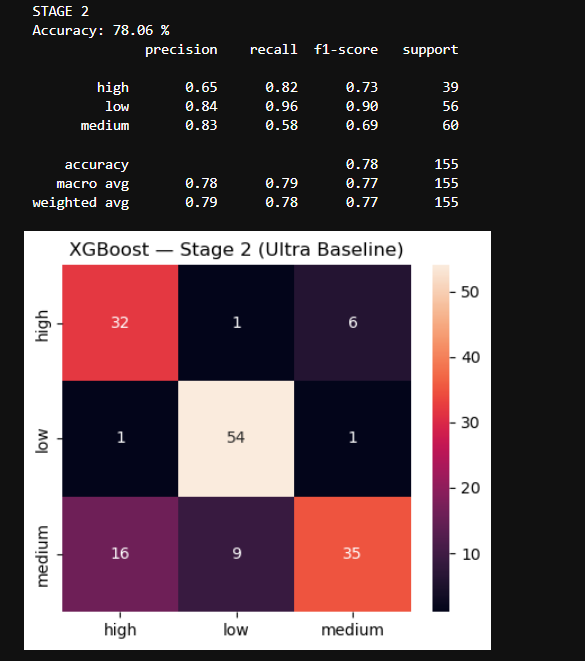 STAGE 2
Accuracy: 78.06 %
precision recall f1-score support
high 0.65 0.82 0.73 39
low 0.84 0.96 0.90 56
medium 0.83 0.58 0.69 60
accuracy 0.78 155
macro avg 0.78 0.79 0.77 155
weighted avg 0.79 0.78 0.77 155
XGBoost — Stage 2 (Ultra Baseline)
high 32 1 6
low 1 54 1
medium 16 9 35
high low medium
50
40
30
20
10